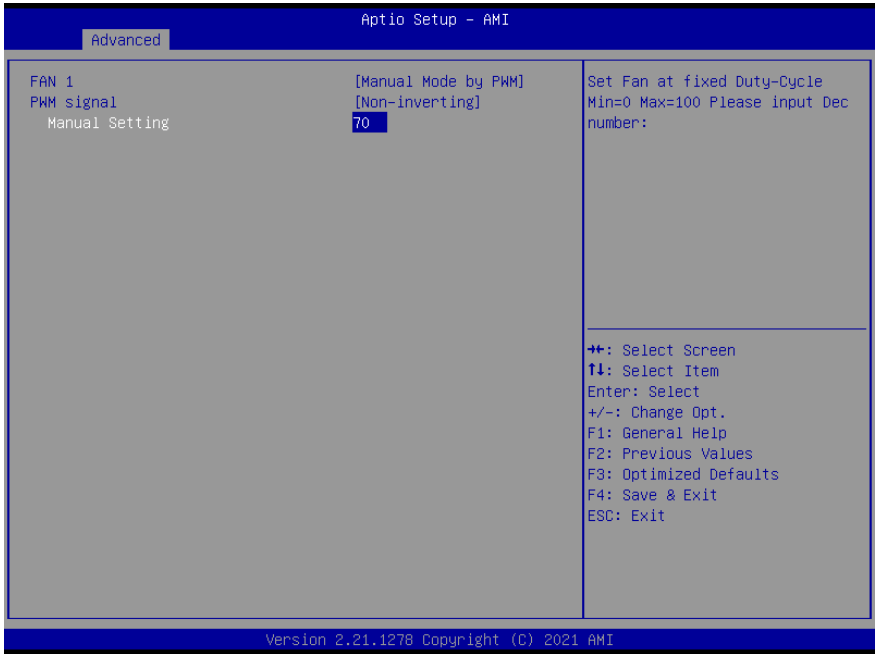 Aptio Setup – AMI
Advanced
FAN 1 [Manual Mode by PWM]
PWM signal [Non-inverting]
Manual Setting 70
Set Fan at fixed Duty-Cycle
Min=0 Max=100 Please input Dec
number:
→←: Select Screen
↑↓: Select Item
Enter: Select
+/-: Change Opt.
F1: General Help
F2: Previous Values
F3: Optimized Defaults
F4: Save & Exit
ESC: Exit
Version 2.21.1278 Copyright (C) 2021 AMI